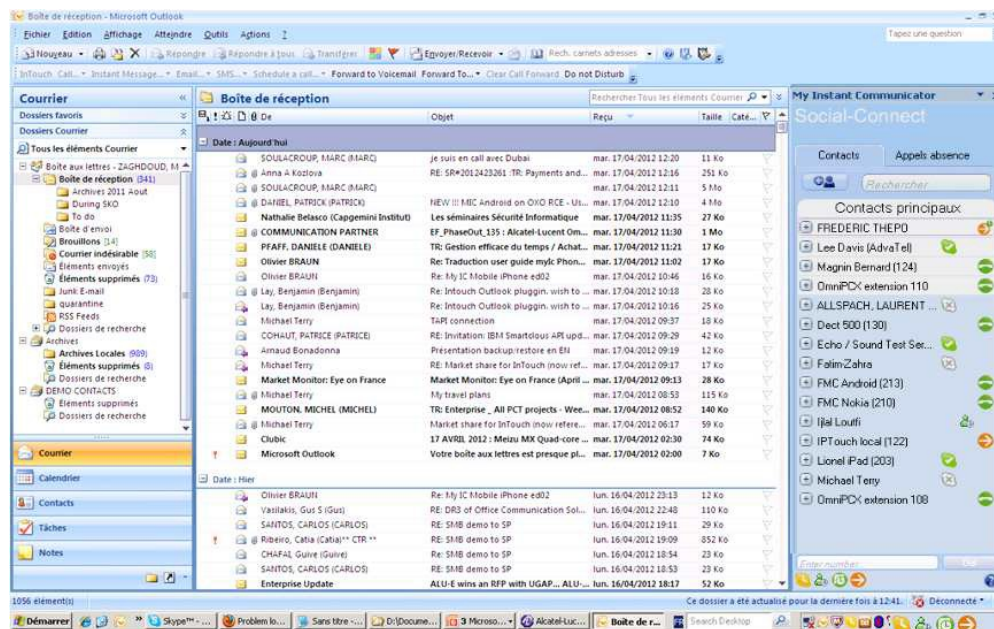 Boîte de réception - Microsoft Outlook
Fichier Edition Affichage Atteindre Outils Actions ?
Tapez une question
Nouveau Répondre Répondre à tous Transférer Envoyer/Recevoir Rech. carnets adresses
InTouch Call... Instant Message... Email... SMS... Schedule a call... Forward to Voicemail Forward To... Clear Call Forward Do not Disturb
Courrier
Dossiers favoris
Dossiers Courrier
Tous les éléments Courrier
Boîte aux lettres - ZAGHDOUD, M
Boîte de réception (341)
Archives 2011 Aout
During SKO
To do
Boîte d'envoi
Brouillons [14]
Courrier indésirable [58]
Éléments envoyés
Éléments supprimés (73)
Junk E-mail
quarantine
RSS Feeds
Dossiers de recherche
Archives
Archives Locales (989)
Éléments supprimés (8)
Dossiers de recherche
DEMO CONTACTS
Éléments supprimés
Dossiers de recherche
Courrier
Calendrier
Contacts
Tâches
Notes
Boîte de réception
Rechercher Tous les éléments Courrier
De Objet Reçu Taille Caté...
Date : Aujourd'hui
SOULACROUP, MARC (MARC) je suis en call avec Dubai mar. 17/04/2012 12:20 11 Ko
Anna A Kozlova RE: SR#2012423261 :TR: Payments and... mar. 17/04/2012 12:16 251 Ko
SOULACROUP, MARC (MARC) mar. 17/04/2012 12:11 5 Mo
DANIEL, PATRICK (PATRICK) NEW !!! MIC Android on OXO RCE - Us... mar. 17/04/2012 12:10 4 Mo
Nathalie Belasco (Capgemini Institut) Les séminaires Sécurité Informatique mar. 17/04/2012 11:35 27 Ko
COMMUNICATION PARTNER EF_PhaseOut_135 : Alcatel-Lucent Om... mar. 17/04/2012 11:30 1 Mo
PFAFF, DANIELE (DANIELE) TR: Gestion efficace du temps / Achat... mar. 17/04/2012 11:21 17 Ko
Olivier BRAUN Re: Traduction user guide myIc Phon... mar. 17/04/2012 11:02 17 Ko
Olivier BRAUN Re: My IC Mobile iPhone ed02 mar. 17/04/2012 10:46 16 Ko
Lay, Benjamin (Benjamin) Re: Intouch Outlook pluggin. wish to ... mar. 17/04/2012 10:18 28 Ko
Lay, Benjamin (Benjamin) Re: Intouch Outlook pluggin. wish to ... mar. 17/04/2012 10:16 25 Ko
Michael Terry TAPI connection mar. 17/04/2012 09:37 18 Ko
COHAUT, PATRICE (PATRICE) RE: Invitation: IBM Smartclous API upd... mar. 17/04/2012 09:29 42 Ko
Arnaud Bonadonna Présentation backup/restore en EN mar. 17/04/2012 09:19 12 Ko
Michael Terry RE: Market share for InTouch (now ref... mar. 17/04/2012 09:17 17 Ko
Market Monitor: Eye on France Market Monitor: Eye on France (April ... mar. 17/04/2012 09:13 28 Ko
Michael Terry My travel plans mar. 17/04/2012 08:53 115 Ko
MOUTON, MICHEL (MICHEL) TR: Enterprise _ All PCT projects - Wee... mar. 17/04/2012 08:52 140 Ko
Michael Terry Market share for InTouch (now refere... mar. 17/04/2012 06:17 59 Ko
Clubic 17 AVRIL 2012 : Meizu MX Quad-core ... mar. 17/04/2012 02:30 74 Ko
Microsoft Outlook Votre boîte aux lettres est presque pl... mar. 17/04/2012 02:00 7 Ko
Date : Hier
Olivier BRAUN Re: My IC Mobile iPhone ed02 lun. 16/04/2012 23:13 12 Ko
Vasilakis, Gus S (Gus) RE: DR3 of Office Communication Sol... lun. 16/04/2012 22:48 110 Ko
SANTOS, CARLOS (CARLOS) RE: SMB demo to SP lun. 16/04/2012 19:11 29 Ko
Ribeiro, Catia (Catia)** CTR ** RE: SMB demo to SP lun. 16/04/2012 19:09 852 Ko
CHAFAI, Guive (Guive) Re: SMB demo to SP lun. 16/04/2012 18:54 23 Ko
SANTOS, CARLOS (CARLOS) RE: SMB demo to SP lun. 16/04/2012 18:53 23 Ko
Enterprise Update ALU-E wins an RFP with UGAP... ALU-... lun. 16/04/2012 18:17 52 Ko
My Instant Communicator
Social-Connect
Contacts Appels absence
Rechercher
Contacts principaux
FREDERIC THEPO
Lee Davis (AdvaTel)
Magnin Bernard (124)
OmniPCX extension 110
ALLSPACH, LAURENT ...
Dect 500 (130)
Echo / Sound Test Ser...
Fatim-Zahra
FMC Android (213)
FMC Nokia (210)
Ijlal Loutfi
IPTouch local (122)
Lionel iPad (203)
Michael Terry
OmniPCX extension 108
Enter number
1056 élément(s)
Ce dossier a été actualisé pour la dernière fois à 12:41. Déconnecté
Démarrer Skype™ - ... Problem lo... Sans titre -... D:\Docume... 3 Microso... Alcatel-Luc... Boîte de r... Search Desktop